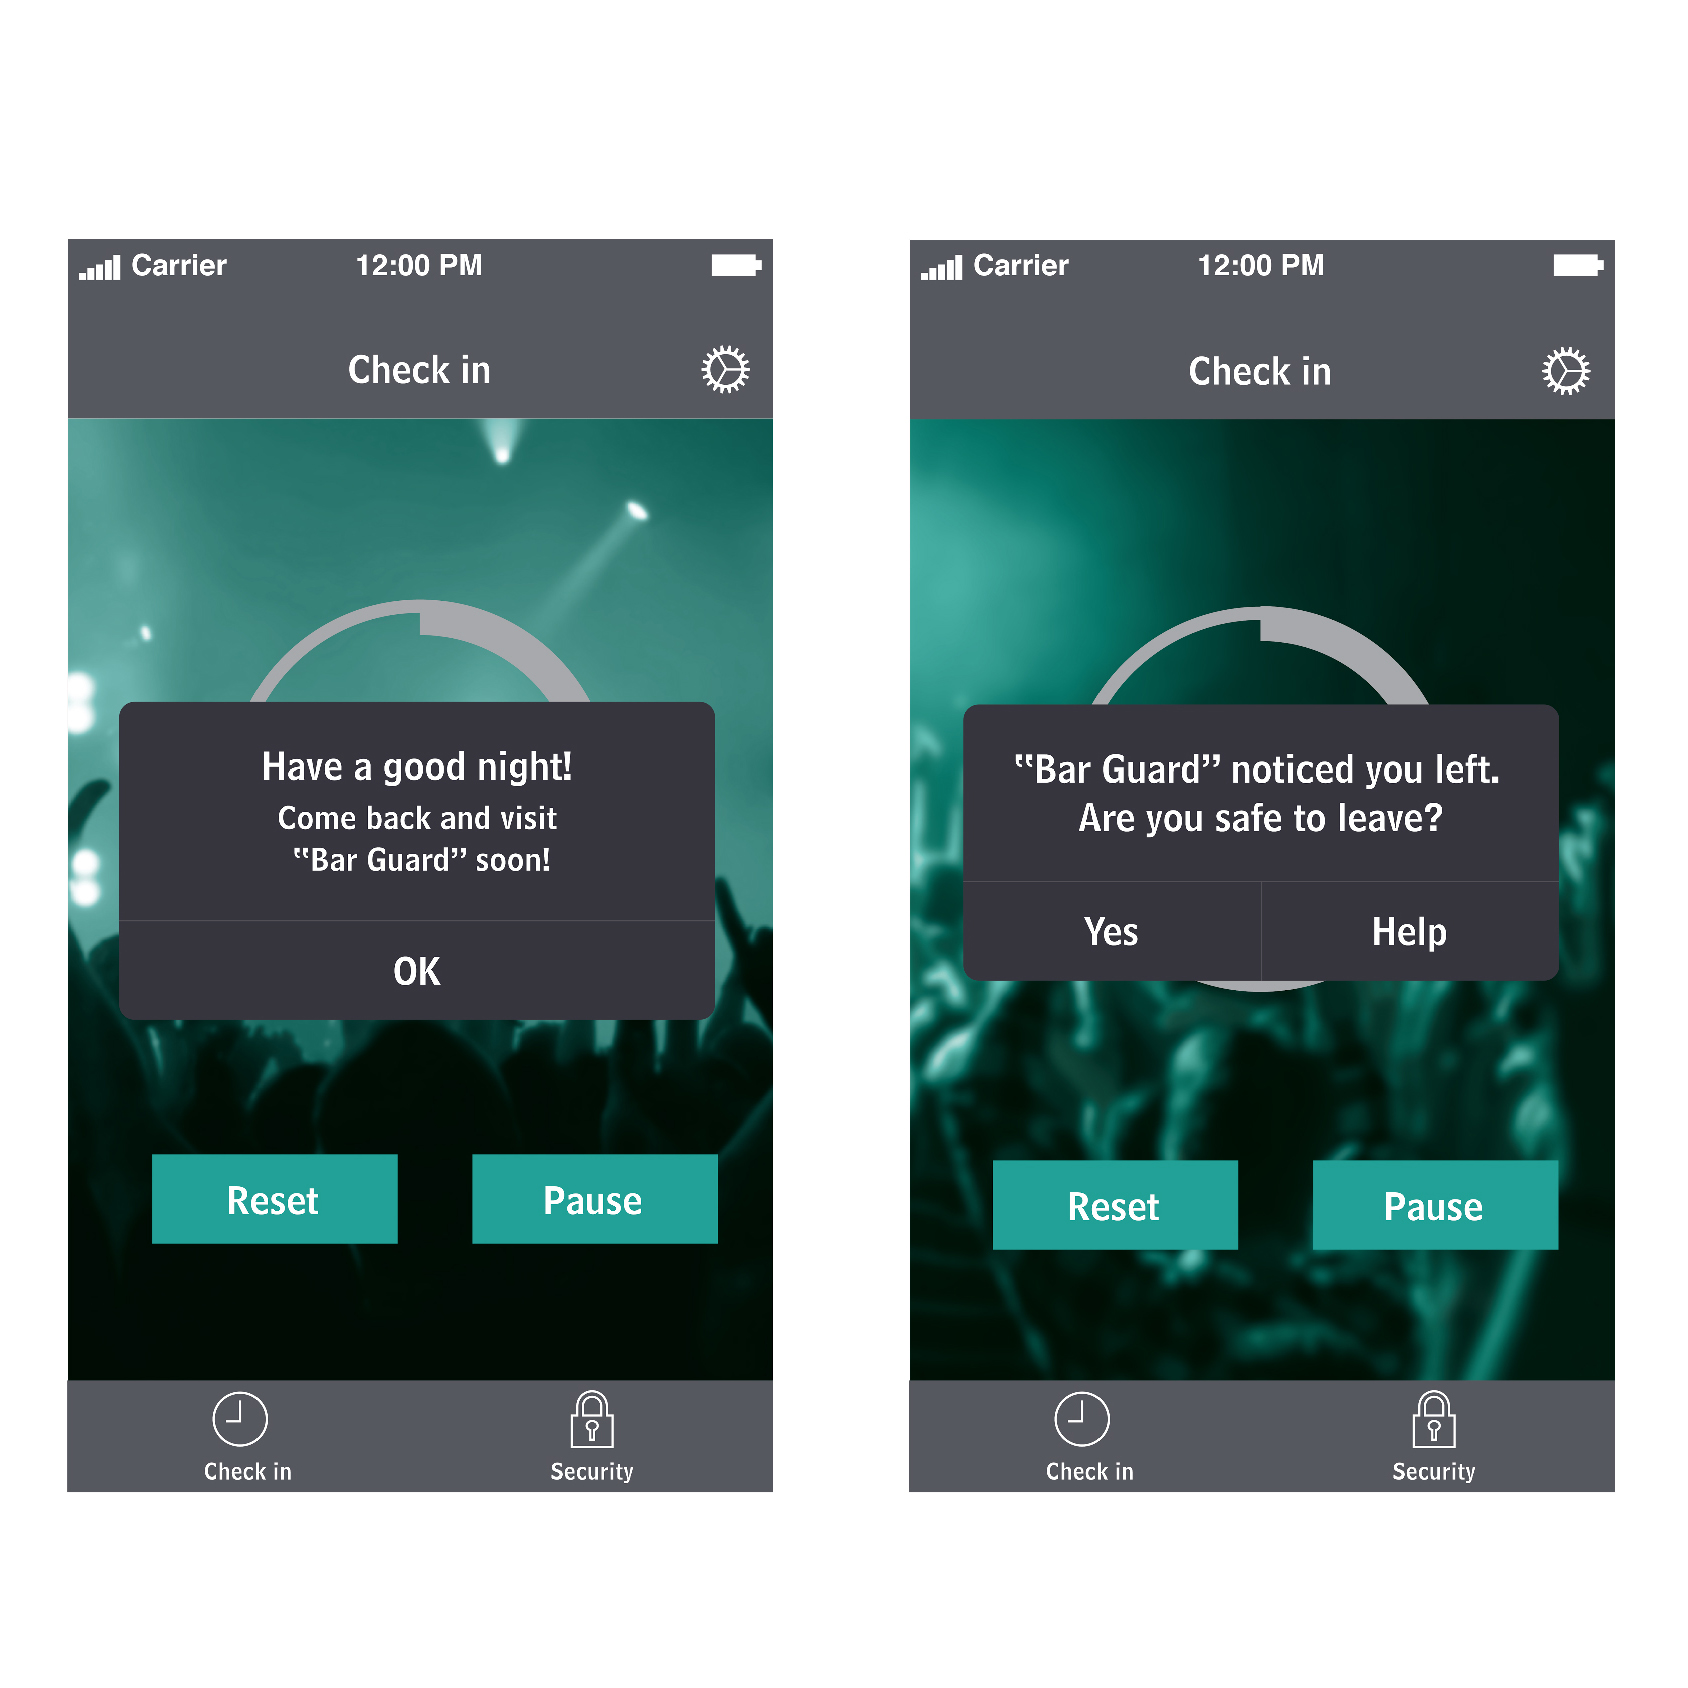 Carrier 12:00 PM
Check in
Have a good night!
Come back and visit
"Bar Guard" soon!
OK
Reset Pause
Check in Security
Carrier 12:00 PM
Check in
"Bar Guard" noticed you left.
Are you safe to leave?
Yes Help
Reset Pause
Check in Security